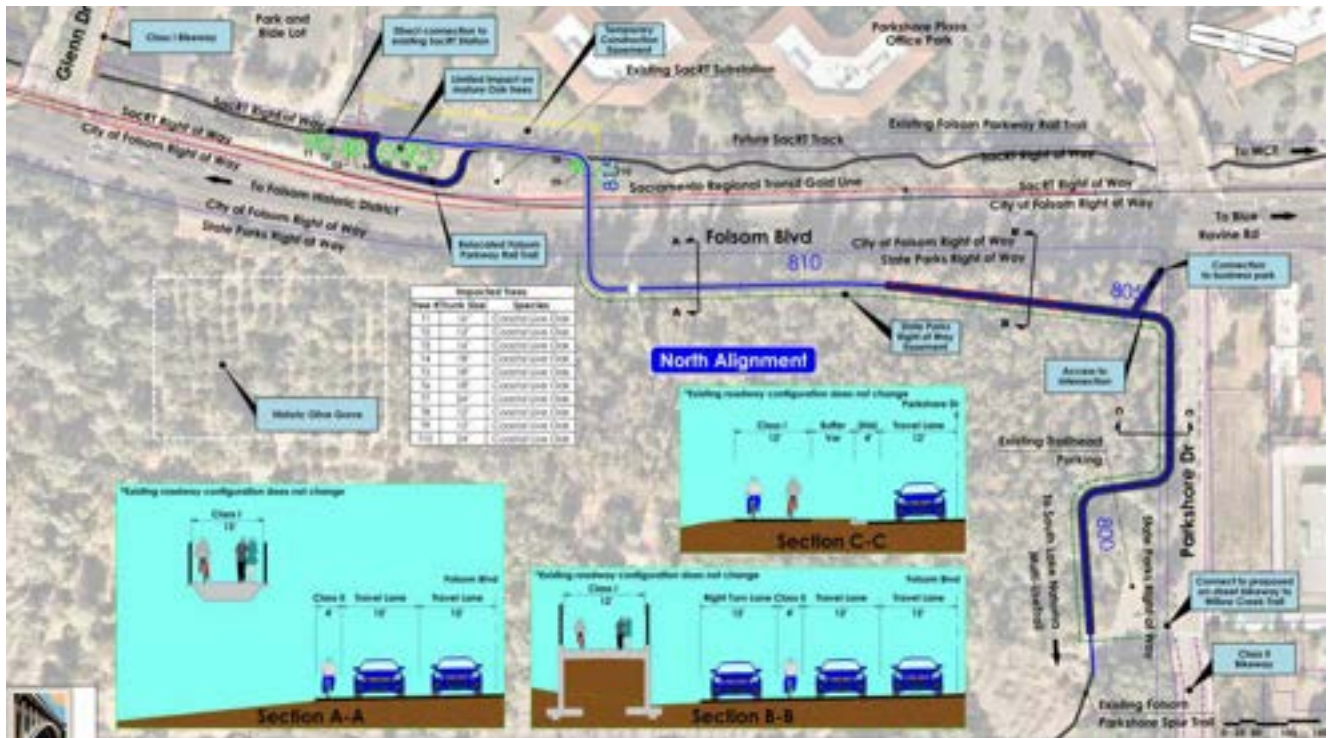 Glenn Dr
Class I Bikeway
Park and
Ride Lot
Direct connection to
existing SacRT Station
Temporary
Construction
Easement
Parkshore Plaza
Office Park
Limited Impact on
mature Oak Trees
Existing SacRT Substation
SacRT Right of Way
SacRT Right of Way
City of Folsom Right of Way
Future SacRT Track
Existing Folsom Parkway Rail Trail
SacRT Right of Way
To WCT
815
Sacramento Regional Transit Gold Line
SacRT Right of Way
City of Folsom Right of Way
To Folsom Historic District
City of Folsom Right of Way
State Parks Right of Way
Relocated Folsom
Parkway Rail Trail
A
Folsom Blvd
810
City of Folsom Right of Way
State Parks Right of Way
B
To Blue
Ravine Rd
Connection
to business park
805
A
B
State Parks
Right of Way
Easement
Access to
intersection
North Alignment
Impacted Trees
Tree # Trunk Size Species
Coastal Live Oak
Coastal Live Oak
Coastal Live Oak
Coastal Live Oak
Coastal Live Oak
Coastal Live Oak
Coastal Live Oak
Coastal Live Oak
Coastal Live Oak
Coastal Live Oak
Historic Olive Grove
*Existing roadway configuration does not change
Parkshore Dr
Class I Buffer Shld Travel Lane
12' Var 4' 12'
Section C-C
C
C
Existing Trailhead
Parking
Parkshore Dr
800
To South Lake Natoma
State Parks Right of Way
Connect to proposed
on-street bikeway to
Willow Creek Trail
Class II
Bikeway
Existing Folsom
Parkshore Spur Trail
*Existing roadway configuration does not change
Class I
Folsom Blvd
Class II Travel Lane Travel Lane
Section A-A
*Existing roadway configuration does not change
Class I
12'
Folsom Blvd
Right Turn Lane Class II Travel Lane Travel Lane
Section B-B